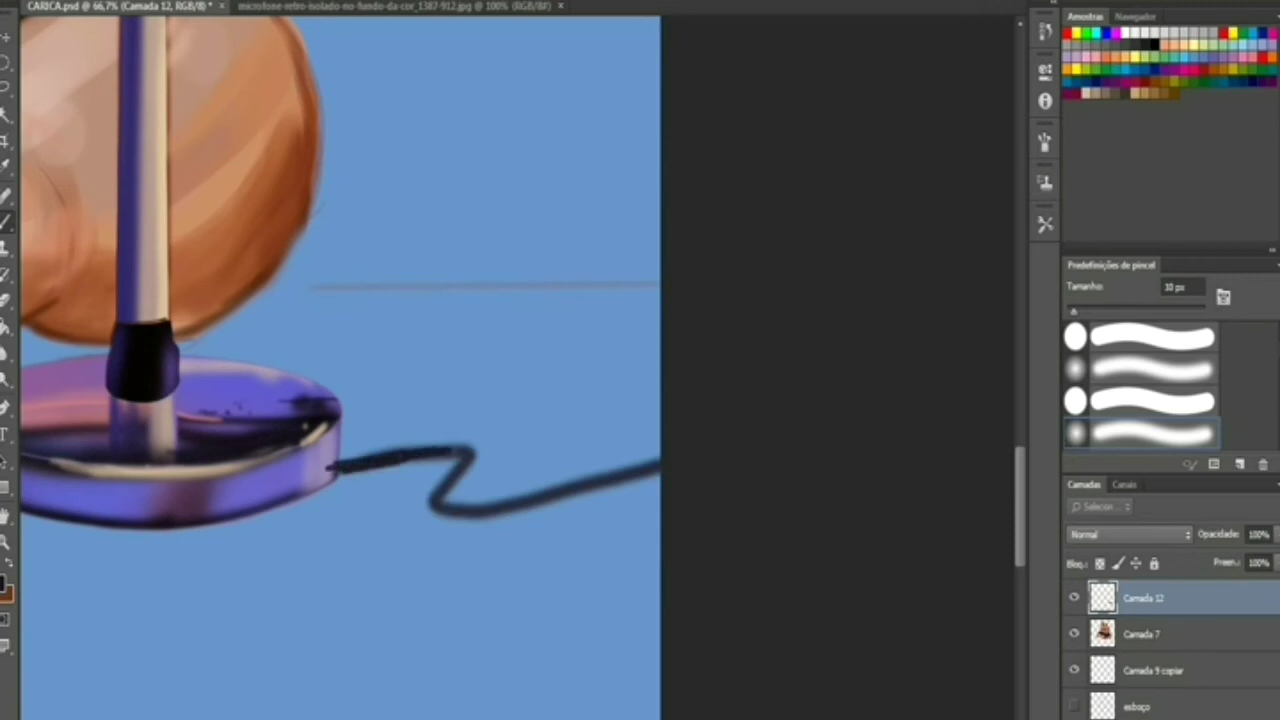 CARICA.psd @ 66,7% (Camada 12, RGB/8) * ×
microfone-retro-isolado-no-fundo-da-cor_1387-912.jpg @ 100% (RGB/8#) ×
Amostras Navegador
Predefinições de pincel
Tamanho: 10 px
Camadas Canais
Selecion...
Normal Opacidade: 100%
Bloq.: Preen.: 100%
Camada 12
Camada 7
Camada 9 copiar
esboço